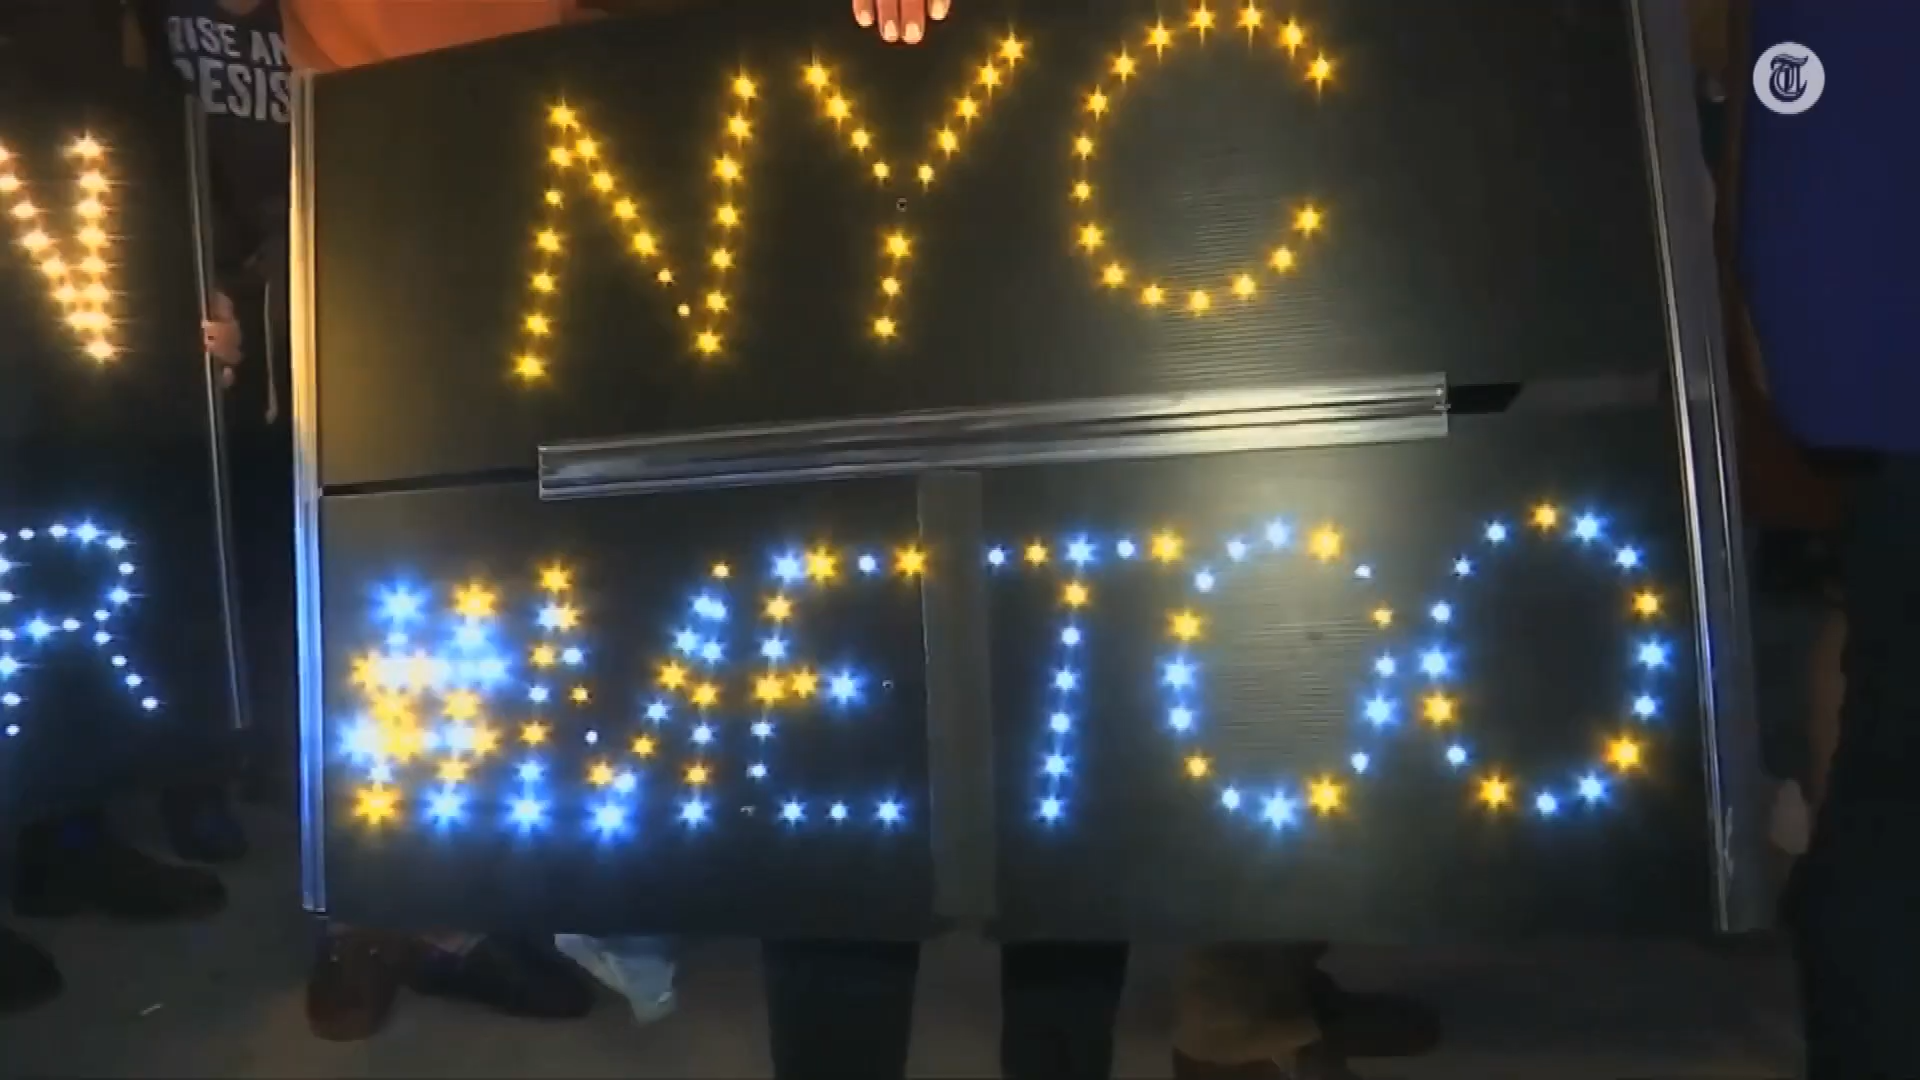 RISE AN
RESIS
N
NYC
R
#METOO
T